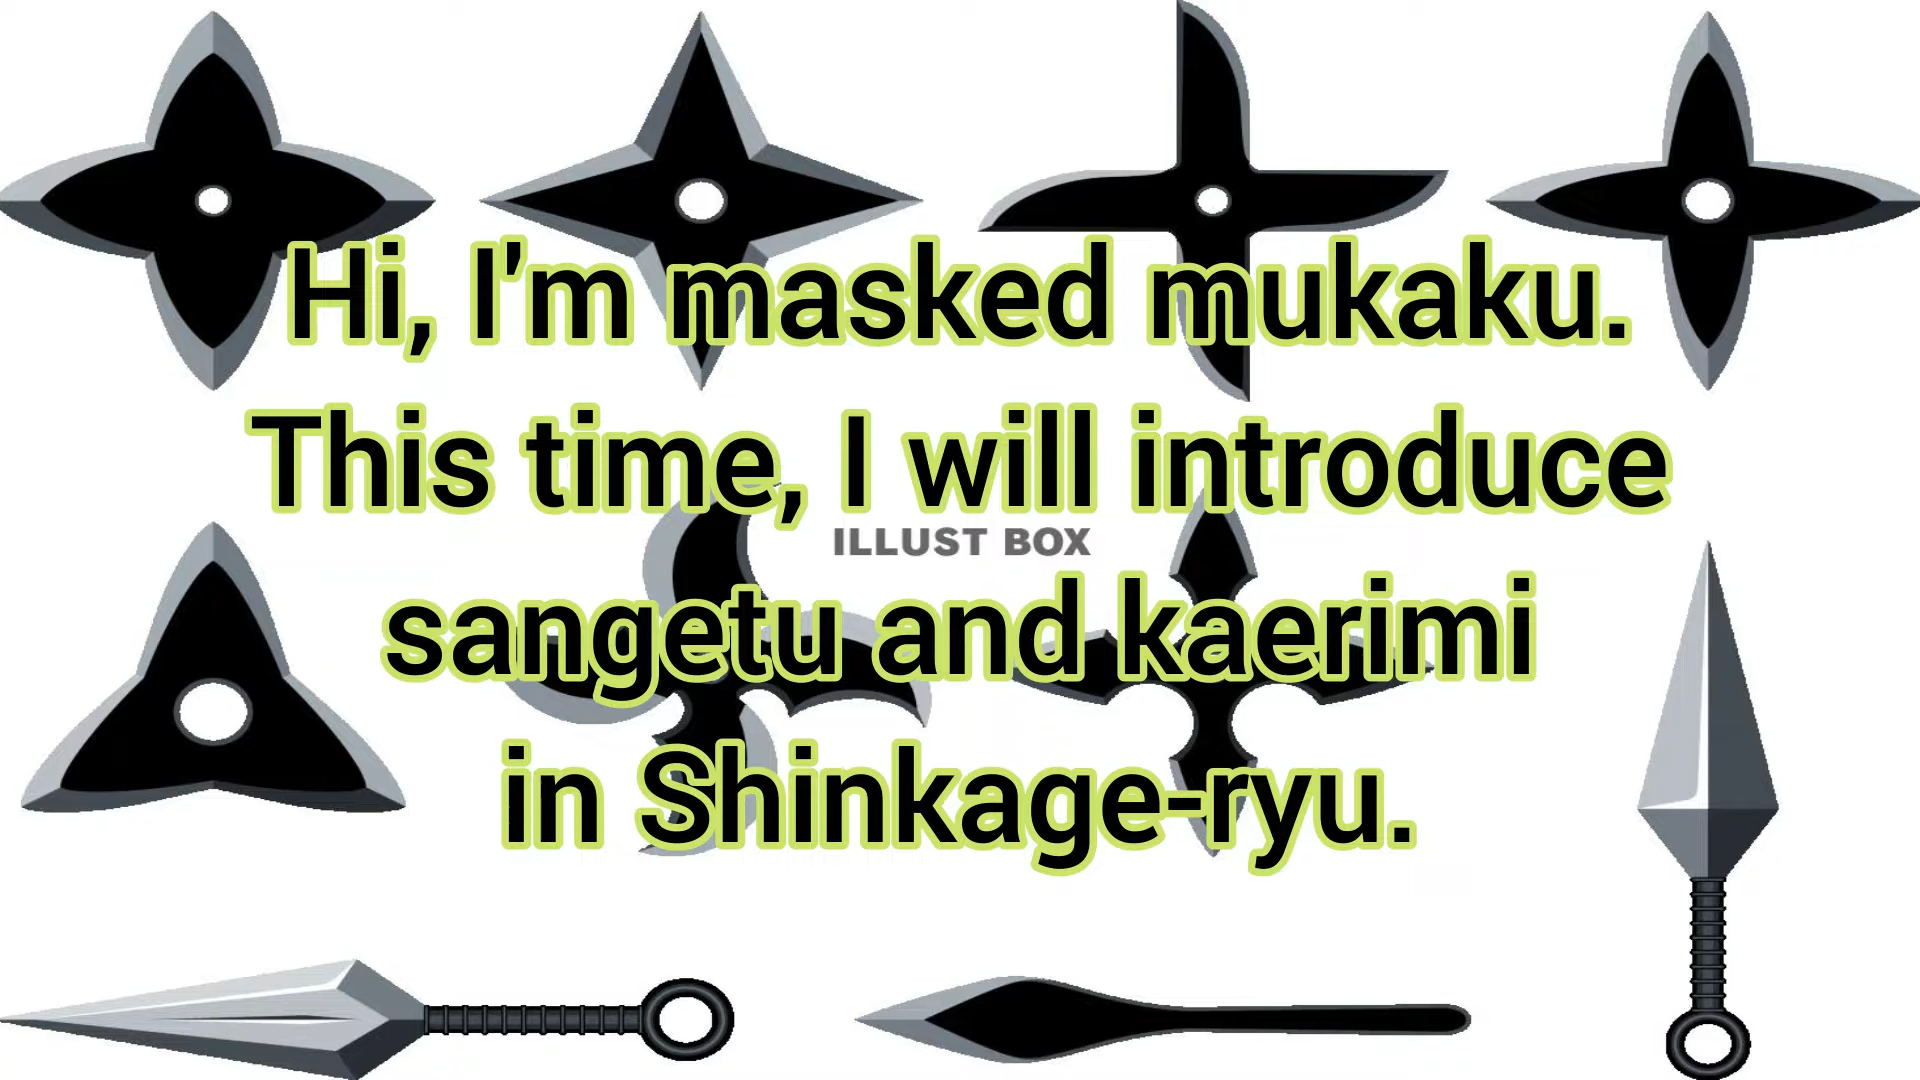 Hi, I'm masked mukaku.
This time, I will introduce
ILLUST BOX
sangetu and kaerimi
in Shinkage-ryu.